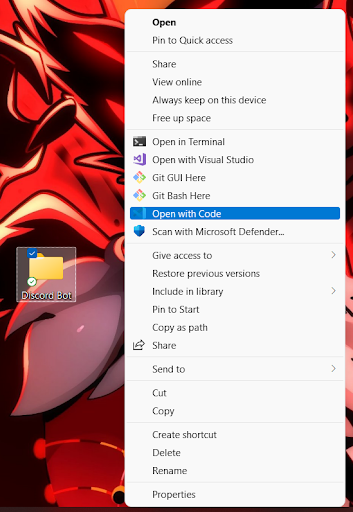 Open
Pin to Quick access
Share
View online
Always keep on this device
Free up space
Open in Terminal
Open with Visual Studio
Git GUI Here
Git Bash Here
Open with Code
Scan with Microsoft Defender...
Give access to
Restore previous versions
Include in library
Pin to Start
Copy as path
Share
Send to
Cut
Copy
Create shortcut
Delete
Rename
Properties
Discord Bot